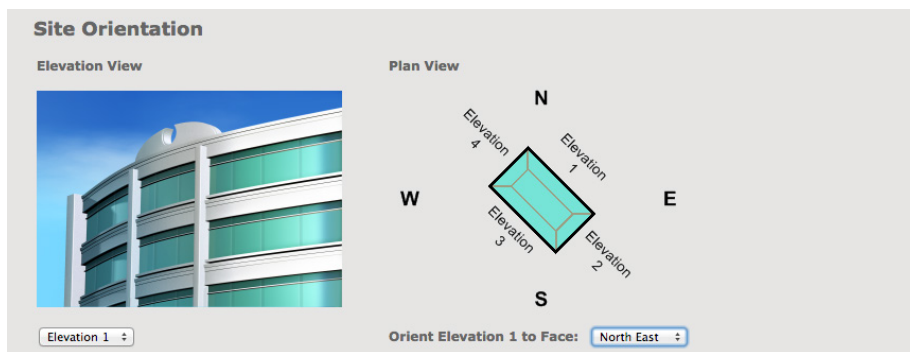 Site Orientation
Elevation View
Plan View
N
Elevation
4
Elevation
1
W
E
Elevation
3
Elevation
2
S
Elevation 1
Orient Elevation 1 to Face:
North East